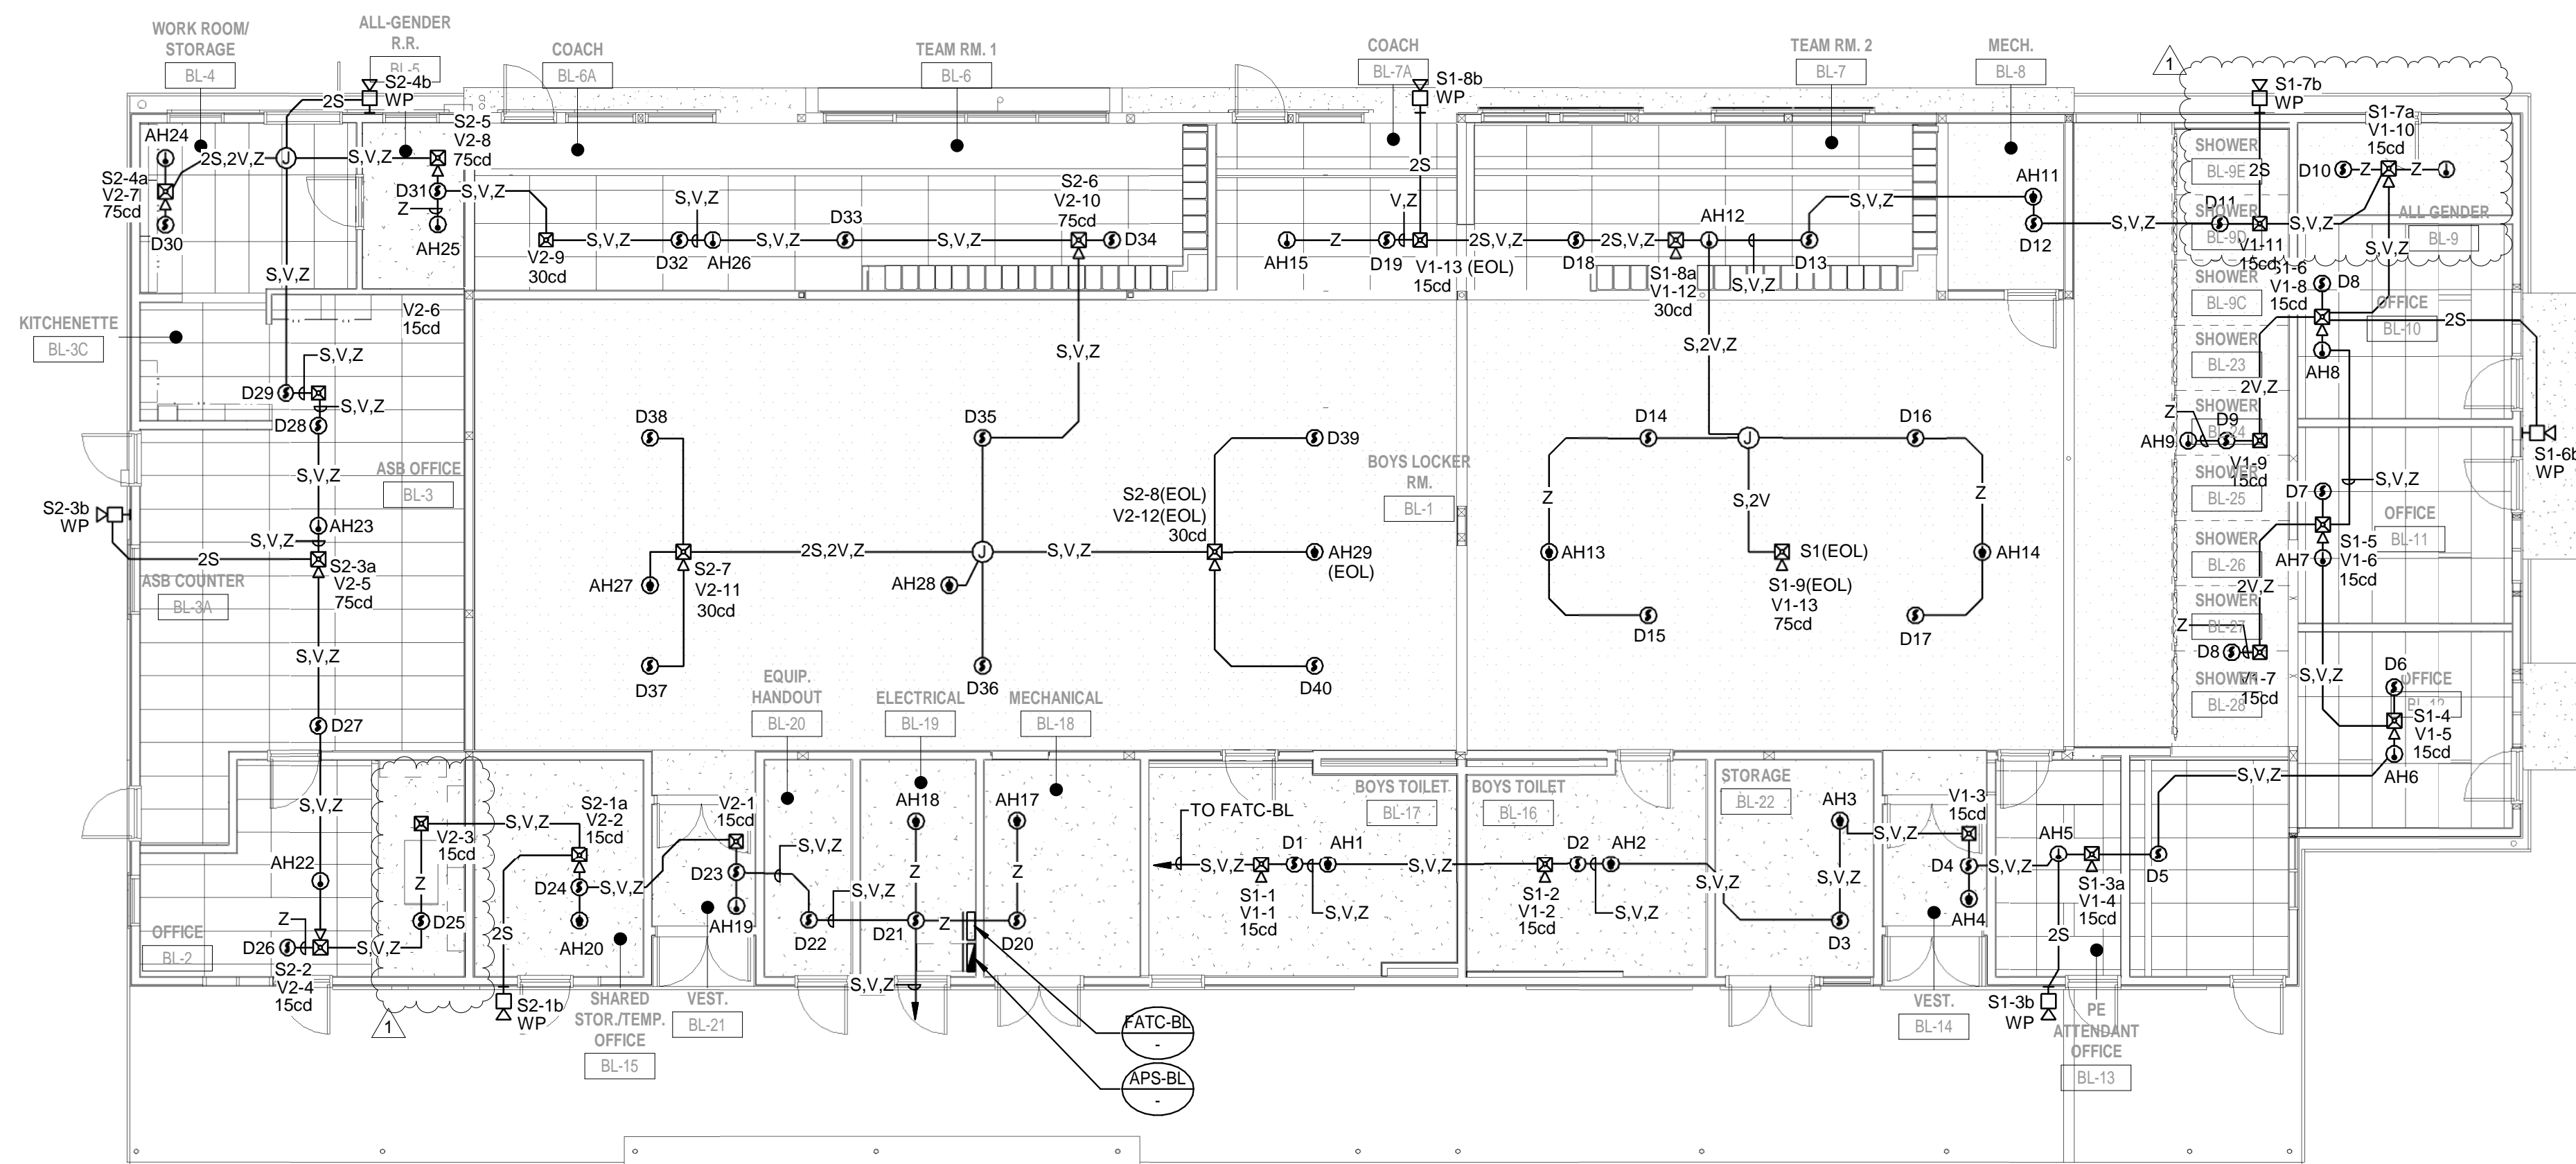 WORK ROOM/
STORAGE
BL-4
ALL-GENDER
R.R.
BL-5
COACH
BL-6A
TEAM RM. 1
BL-6
COACH
BL-7A
TEAM RM. 2
BL-7
MECH.
BL-8
1
S2-4b
WP
2S
S1-8b
WP
S1-7b
WP
AH24
2S,2V,Z
J
S,V,Z
S2-5
V2-8
75cd
S2-4a
V2-7
75cd
D30
D31
S,V,Z
Z
AH25
S,V,Z
V2-9
30cd
S,V,Z
S,V,Z
D32
AH26
S,V,Z
D33
S,V,Z
S2-6
V2-10
75cd
D34
2S
V,Z
AH15
Z
D19
V1-13 (EOL)
15cd
2S,S,V,Z
D18
2S,V,Z
S1-8a
V1-12
30cd
AH12
S,V,Z
D13
S,V,Z
AH11
D12
S,V,Z
D11
SHOWER
BL-9E
2S
SHOWER
BL-9D
V1-11
15cd
S,V,Z
S1-7a
V1-10
15cd
D10
Z
Z
ALL GENDER
BL-9
S,V,Z
SHOWER
BL-9C
S1-6
V1-8
15cd
D8
OFFICE
BL-10
2S
AH8
S1-6b
WP
KITCHENETTE
BL-3C
V2-6
15cd
S,V,Z
S,V,Z
D29
S,V,Z
D28
S,V,Z
ASB OFFICE
BL-3
S2-3b
WP
AH23
S,V,Z
2S
S2-3a
V2-5
75cd
ASB COUNTER
BL-3A
S,V,Z
D27
S,V,Z
D38
D35
D39
S,V,Z
AH27
S2-7
V2-11
30cd
2S,2V,Z
J
AH28
S,V,Z
S2-8(EOL)
V2-12(EOL)
30cd
AH29
(EOL)
D37
D36
D40
BOYS LOCKER
RM.
BL-1
S,2V,Z
D14
J
D16
Z
S,2V
Z
AH13
S1(EOL)
S1-9(EOL)
V1-13
75cd
AH14
D15
D17
SHOWER
BL-23
2V,Z
SHOWER
BL-24
Z
AH9
D9
V1-9
15cd
SHOWER
BL-25
SHOWER
BL-26
2V,Z
SHOWER
BL-27
Z
D8
V1-7
15cd
SHOWER
BL-28
S,V,Z
D7
S1-5
V1-6
15cd
AH7
OFFICE
BL-11
S,V,Z
D6
OFFICE
S1-4
V1-5
15cd
AH6
S,V,Z
EQUIP.
HANDOUT
BL-20
ELECTRICAL
BL-19
MECHANICAL
BL-18
AH22
Z
D26
S2-2
V2-4
15cd
OFFICE
BL-2
S,V,Z
V2-3
15cd
Z
D25
1
S,V,Z
S2-1a
V2-2
15cd
D24
AH20
2S
S2-1b
WP
S,V,Z
V2-1
15cd
D23
AH19
S,V,Z
D22
S,V,Z
AH18
Z
D21
Z
S,V,Z
AH17
Z
D20
SHARED
STOR./TEMP.
OFFICE
BL-15
VEST.
BL-21
FATC-BL
-
APS-BL
-
TO FATC-BL
S,V,Z
S1-1
V1-1
15cd
D1
AH1
S,V,Z
BOYS TOILET
BL-17
S,V,Z
BOYS TOILET
BL-16
S1-2
V1-2
15cd
D2
AH2
S,V,Z
S,V,Z
STORAGE
BL-22
AH3
S,V,Z
D3
S,V,Z
V1-3
15cd
D4
AH4
VEST.
BL-14
S,V,Z
AH5
S1-3a
V1-4
15cd
D5
2S
S1-3b
WP
PE
ATTENDANT
OFFICE
BL-13